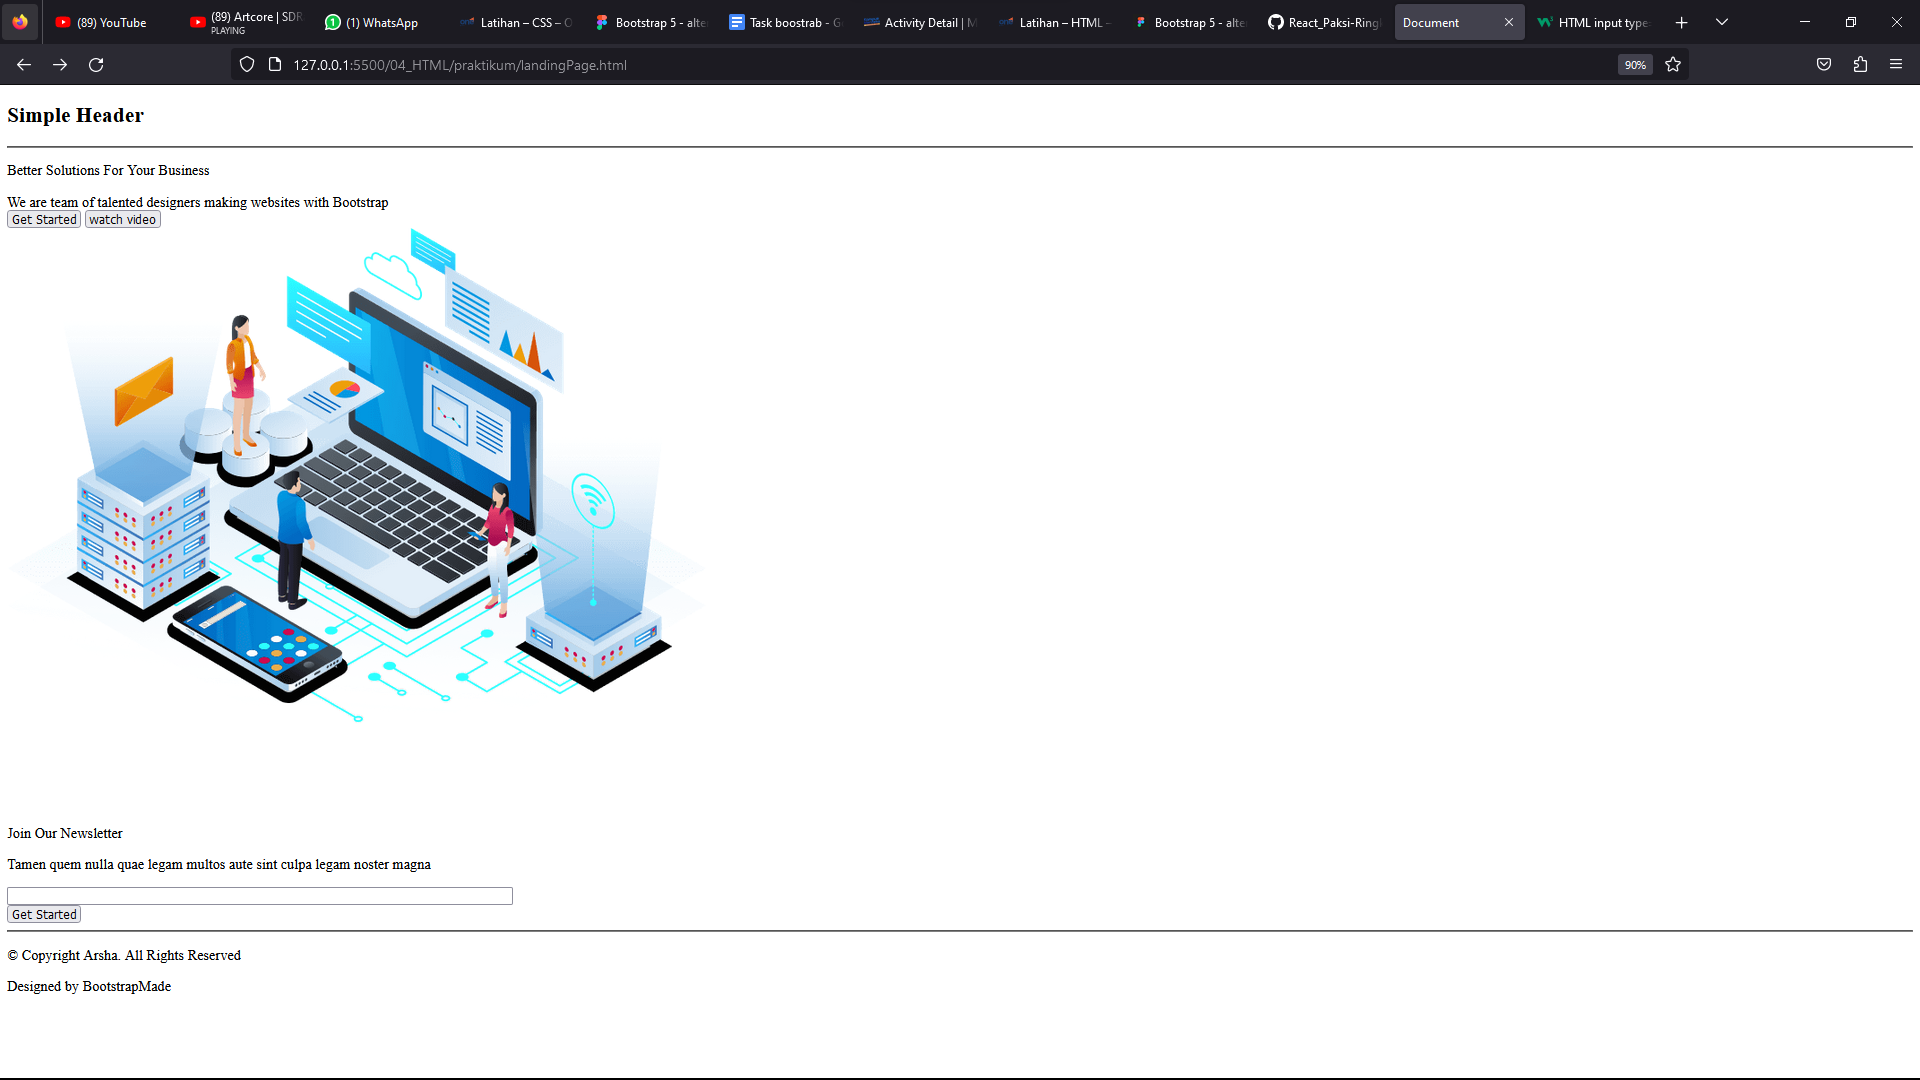 (89) YouTube
(89) Artcore | SDR
PLAYING
(1) WhatsApp
Latihan – CSS – O
Bootstrap 5 - alte
Task boostrab - G
Activity Detail | M
Latihan – HTML –
Bootstrap 5 - alte
React_Paksi-Ring
Document
HTML input type
127.0.0.1:5500/04_HTML/praktikum/landingPage.html
90%
Simple Header
Better Solutions For Your Business
We are team of talented designers making websites with Bootstrap
Get Started watch video
Join Our Newsletter
Tamen quem nulla quae legam multos aute sint culpa legam noster magna
Get Started
© Copyright Arsha. All Rights Reserved
Designed by BootstrapMade